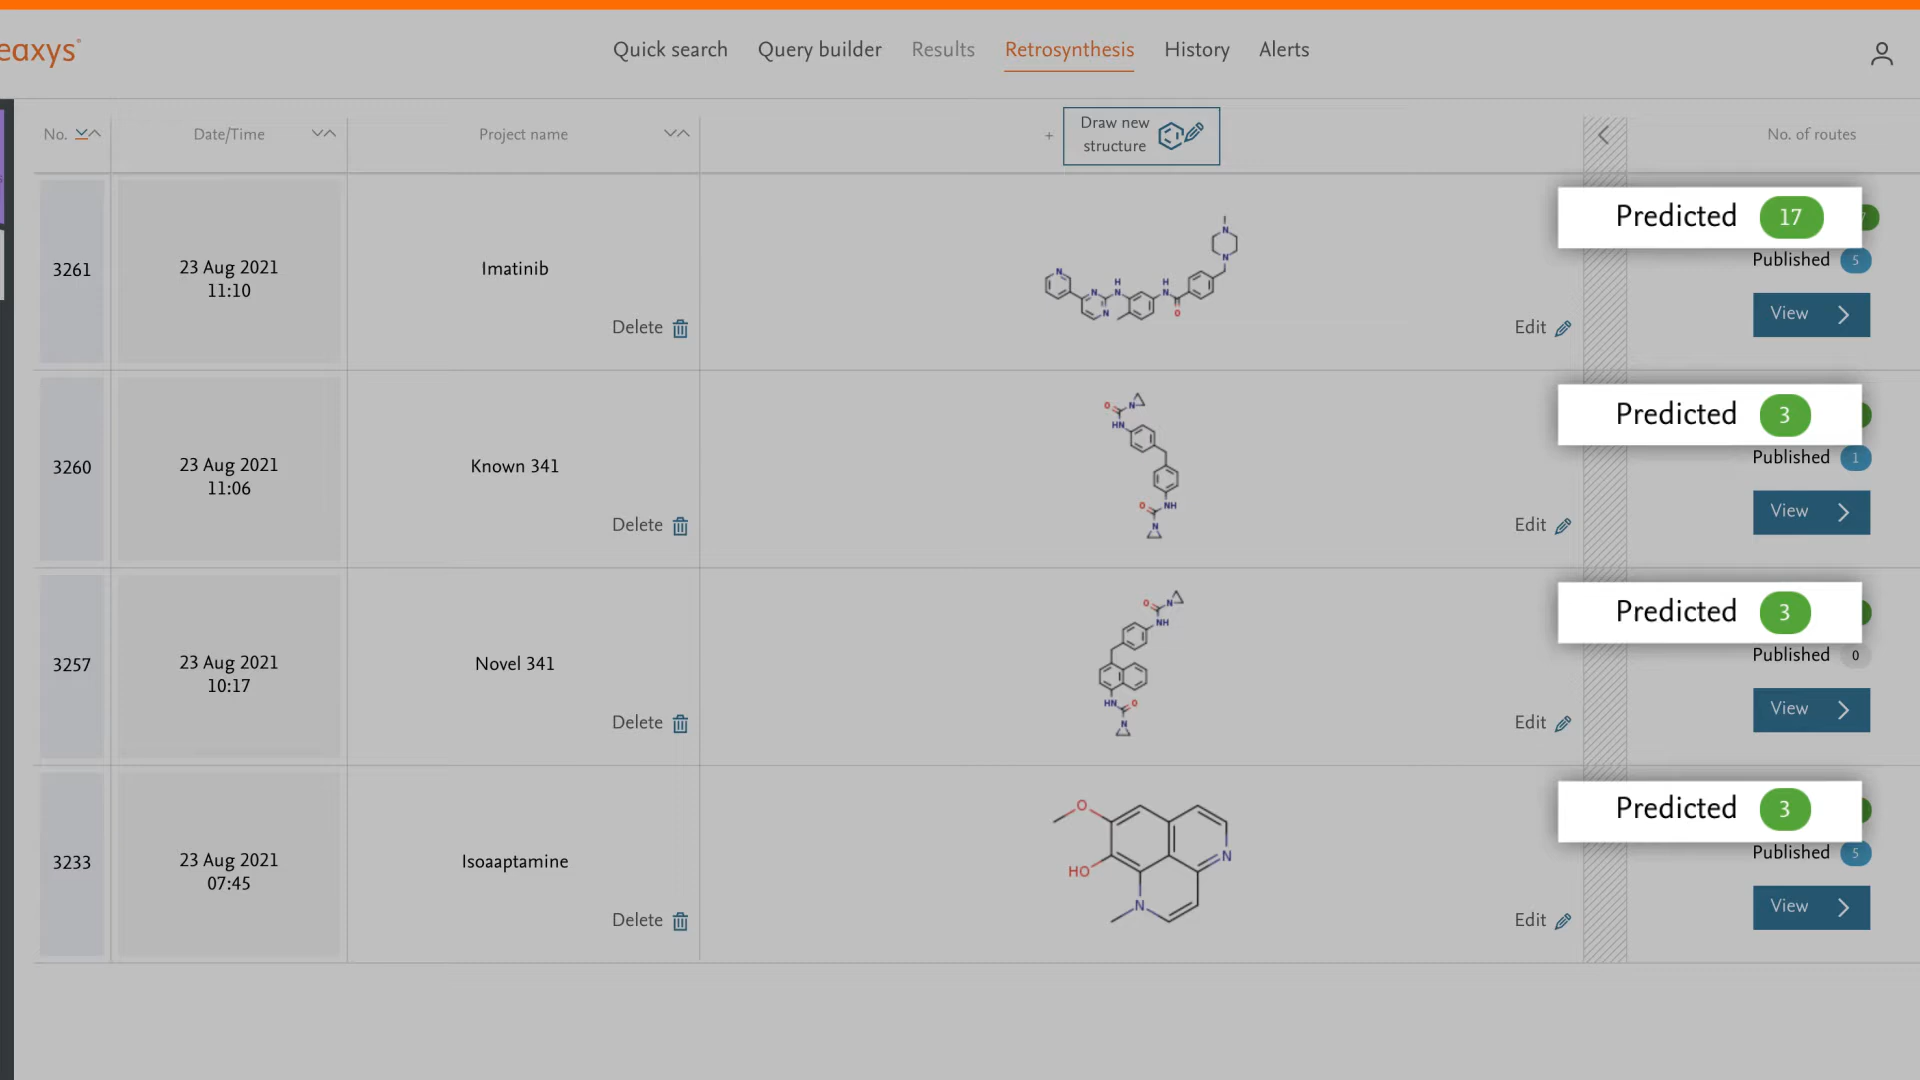 eaxys®
Quick search Query builder Results Retrosynthesis History Alerts
No. Date/Time Project name + Draw new structure No. of routes
3261
23 Aug 2021
11:10
Imatinib
Delete
N
N
N
N
N
H
N
H
N
O
Edit
Predicted 17
Published 5
View
3260
23 Aug 2021
11:06
Known 341
Delete
O
N
HN
O
NH
N
Edit
Predicted 3
Published 1
View
3257
23 Aug 2021
10:17
Novel 341
Delete
O
N
NH
HN
O
N
Edit
Predicted 3
Published 0
View
3233
23 Aug 2021
07:45
Isoaaptamine
Delete
O
HO
N
N
Edit
Predicted 3
Published 5
View